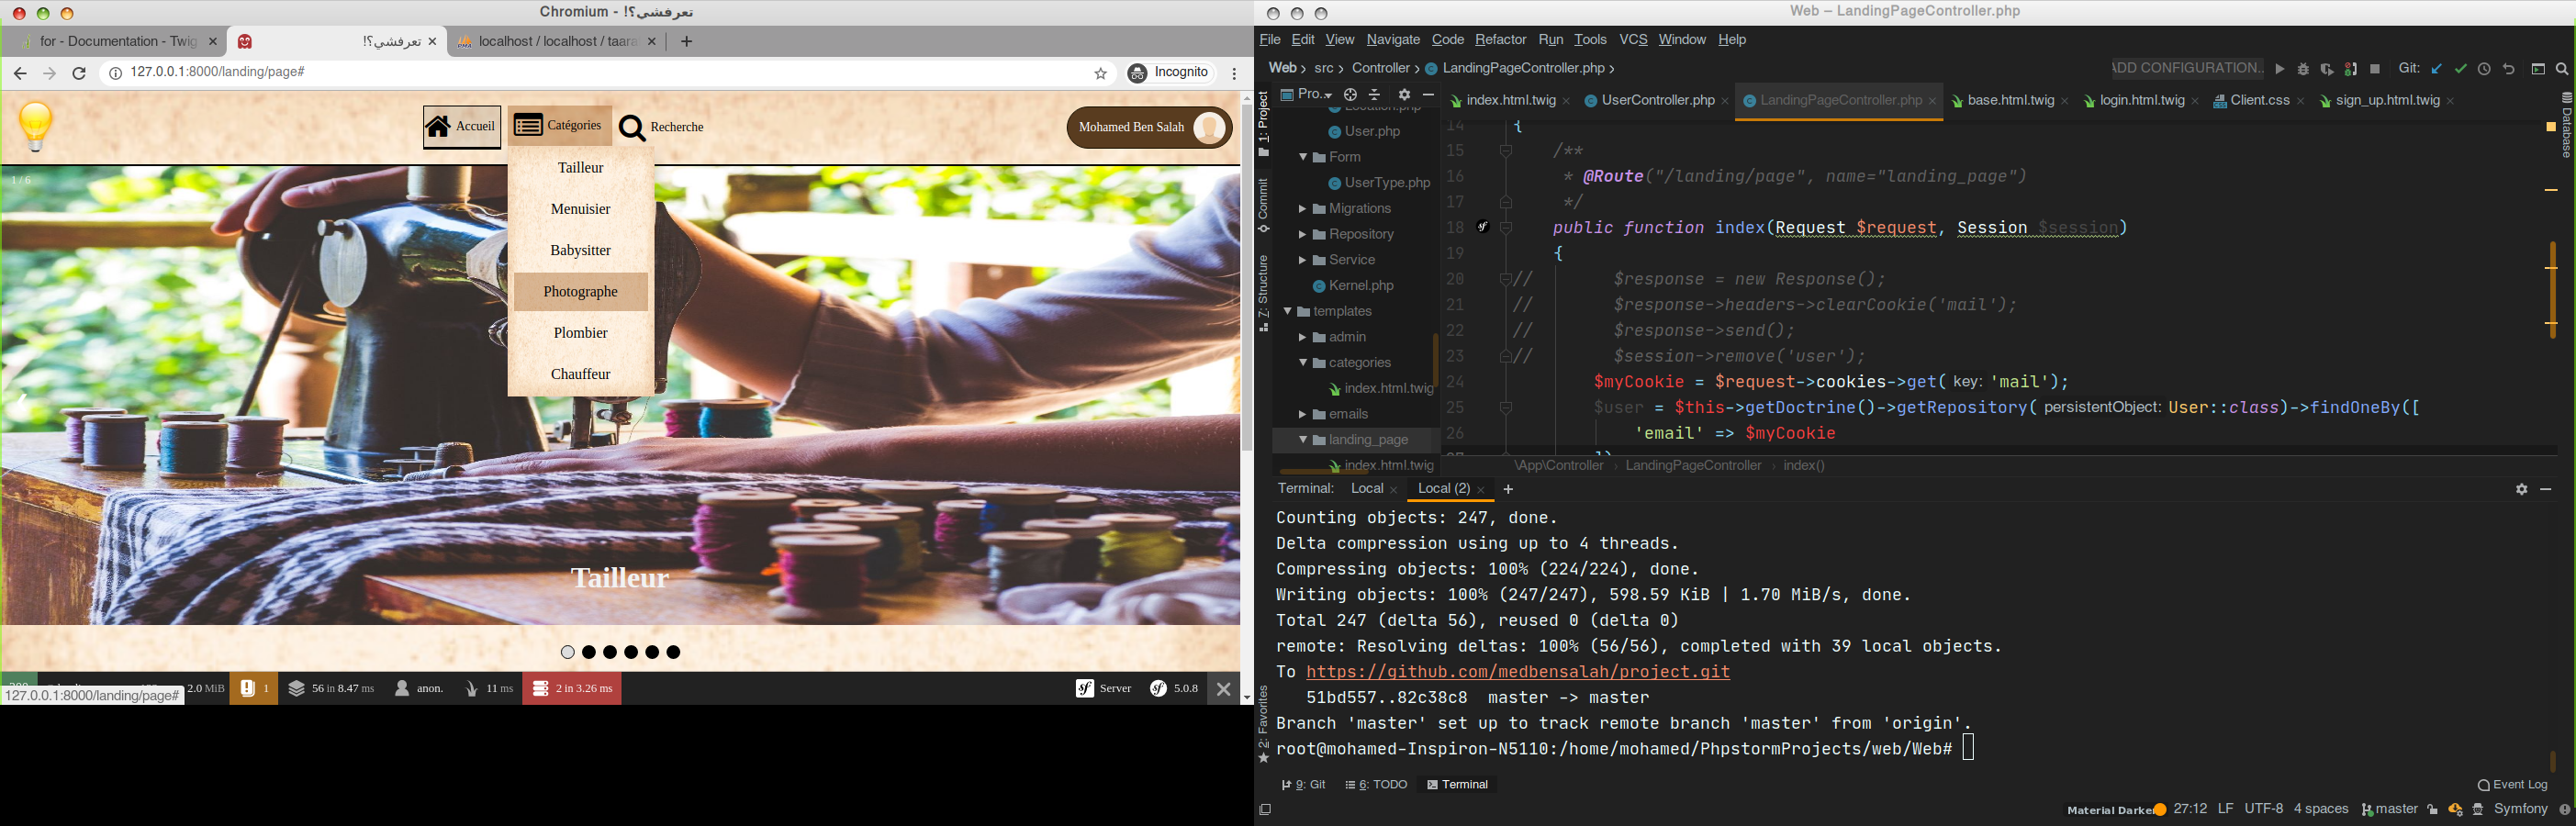 Chromium - تعرفشي؟!
for - Documentation - Twig
تعرفشي؟!
localhost / localhost / taara
127.0.0.1:8000/landing/page#
Incognito
Accueil
Catégories
Recherche
Mohamed Ben Salah
1 / 6
Tailleur
Menuisier
Babysitter
Photographe
Plombier
Chauffeur
Tailleur
2.0 MiB
1
56 in 8.47 ms
anon.
11 ms
2 in 3.26 ms
Server
5.0.8
127.0.0.1:8000/landing/page#
Web – LandingPageController.php
File Edit View Navigate Code Refactor Run Tools VCS Window Help
Web › src › Controller › LandingPageController.php ›
ADD CONFIGURATION..
Git:
1: Project
Commit
7: Structure
2: Favorites
Database
Pro..
User.php
Form
UserType.php
Migrations
Repository
Service
Kernel.php
templates
admin
categories
index.html.twig
emails
landing_page
index.html.twig
index.html.twig
UserController.php
LandingPageController.php
base.html.twig
login.html.twig
Client.css
sign_up.html.twig
14 {
15 /**
16 * @Route("/landing/page", name="landing_page")
17 */
18 public function index(Request $request, Session $session)
19 {
20 // $response = new Response();
21 // $response->headers->clearCookie('mail');
22 // $response->send();
23 // $session->remove('user');
24 $myCookie = $request->cookies->get( key: 'mail');
25 $user = $this->getDoctrine()->getRepository( persistentObject: User::class)->findOneBy([
26 'email' => $myCookie
\App\Controller › LandingPageController › index()
Terminal: Local Local (2) +
Counting objects: 247, done.
Delta compression using up to 4 threads.
Compressing objects: 100% (224/224), done.
Writing objects: 100% (247/247), 598.59 KiB | 1.70 MiB/s, done.
Total 247 (delta 56), reused 0 (delta 0)
remote: Resolving deltas: 100% (56/56), completed with 39 local objects.
To https://github.com/medbensalah/project.git
51bd557..82c38c8 master -> master
Branch 'master' set up to track remote branch 'master' from 'origin'.
root@mohamed-Inspiron-N5110:/home/mohamed/PhpstormProjects/web/Web#
9: Git
6: TODO
Terminal
Event Log
Material Darker 27:12 LF UTF-8 4 spaces master Symfony